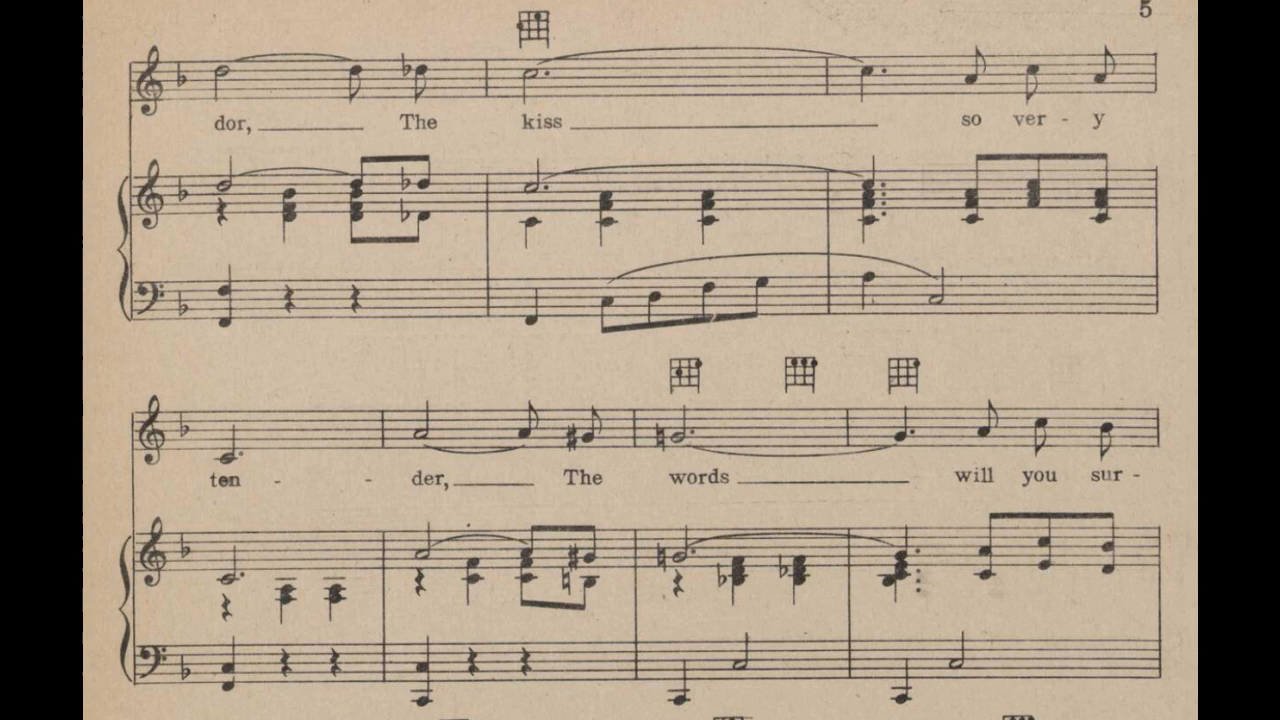 5
dor, The kiss so ver - y
ten - - der, The words will you sur -